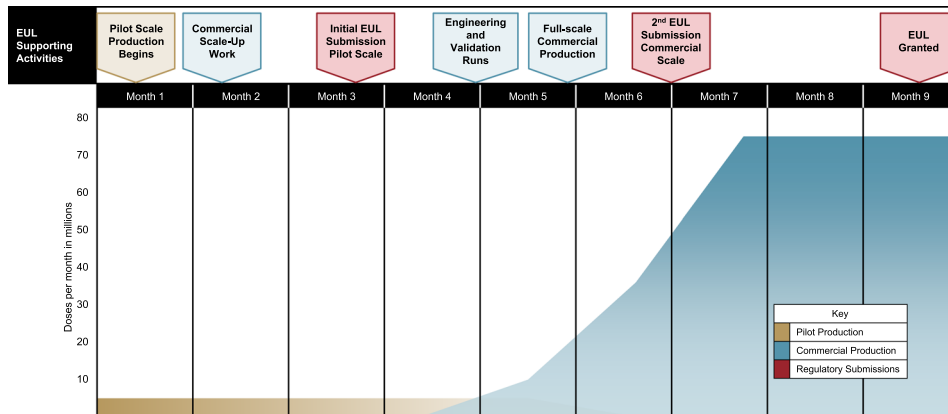 EUL
Supporting
Activities
Pilot Scale
Production
Begins
Commercial
Scale-Up
Work
Initial EUL
Submission
Pilot Scale
Engineering
and
Validation
Runs
Full-scale
Commercial
Production
2nd EUL
Submission
Commercial
Scale
EUL
Granted
Month 1
Month 2
Month 3
Month 4
Month 5
Month 6
Month 7
Month 8
Month 9
Doses per month in millions
80
70
60
50
40
30
20
10
Key
Pilot Production
Commercial Production
Regulatory Submissions